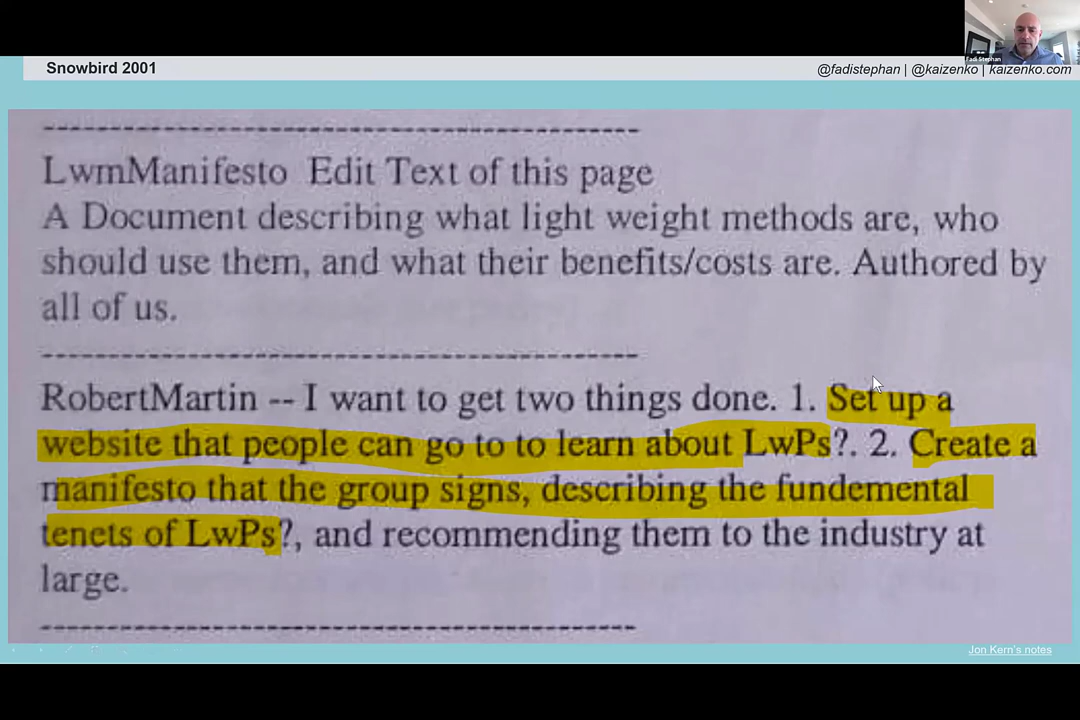 Fadi Stephan
Snowbird 2001
@fadistephan | @kaizenko | kaizenko.com
LwmManifesto Edit Text of this page
A Document describing what light weight methods are, who
should use them, and what their benefits/costs are. Authored by
all of us.
RobertMartin -- I want to get two things done. 1. Set up a
website that people can go to to learn about LwPs?. 2. Create a
manifesto that the group signs, describing the fundemental
tenets of LwPs?, and recommending them to the industry at
large.
Jon Kern's notes